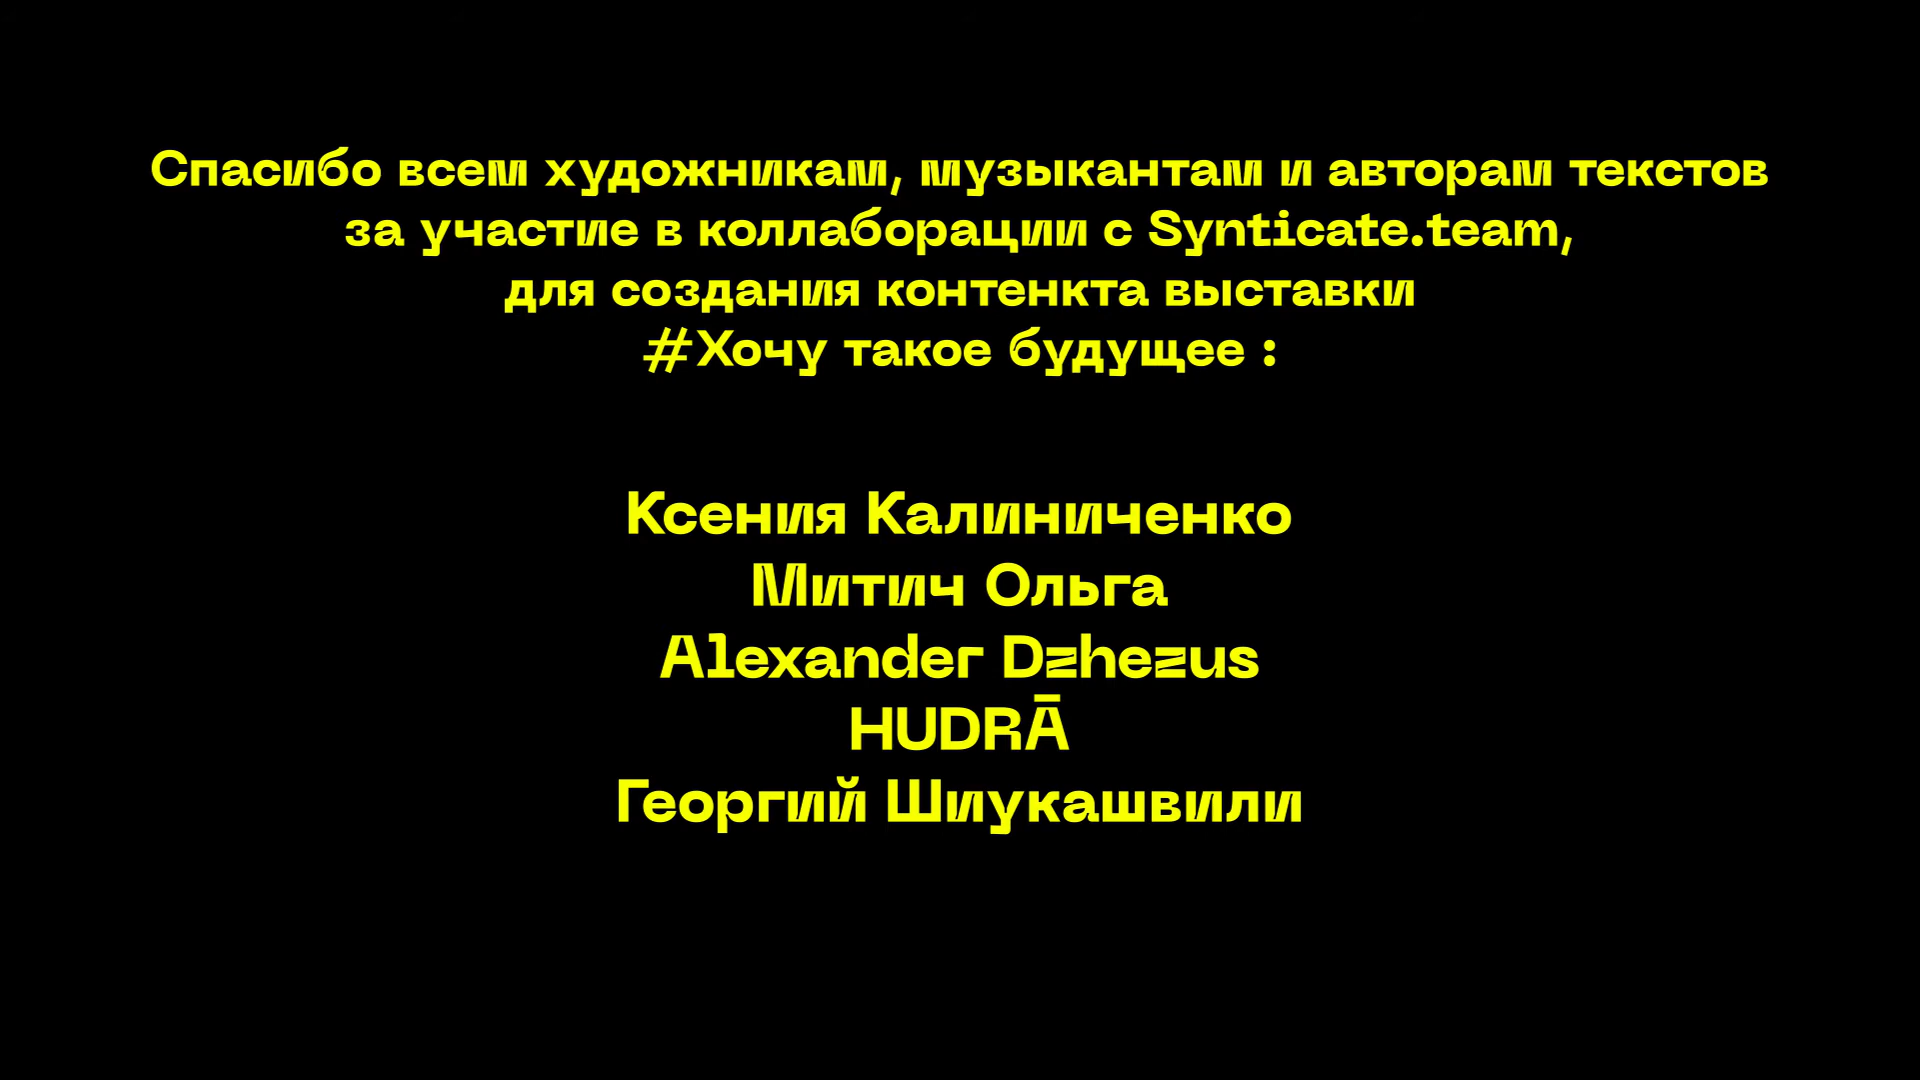 Спасибо всем художникам, музыкантам и авторам текстов
за участие в коллаборации с Synticate.team,
для создания контенкта выставки
#Хочу такое будущее :
Ксения Калиниченко
Митич Ольга
Alexander Dzhezus
HUDRĀ
Георгий Шиукашвили